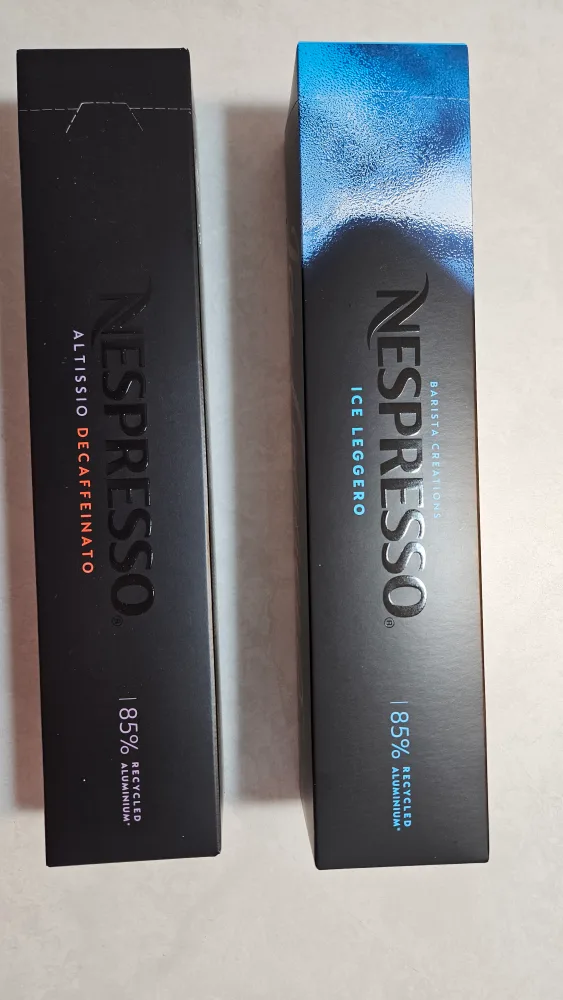 NESPRESSO®
ALTISSIO DECAFFEINATO
85% RECYCLED
ALUMINIUM*
BARISTA CREATIONS
NESPRESSO®
ICE LEGGERO
85% RECYCLED
ALUMINIUM*